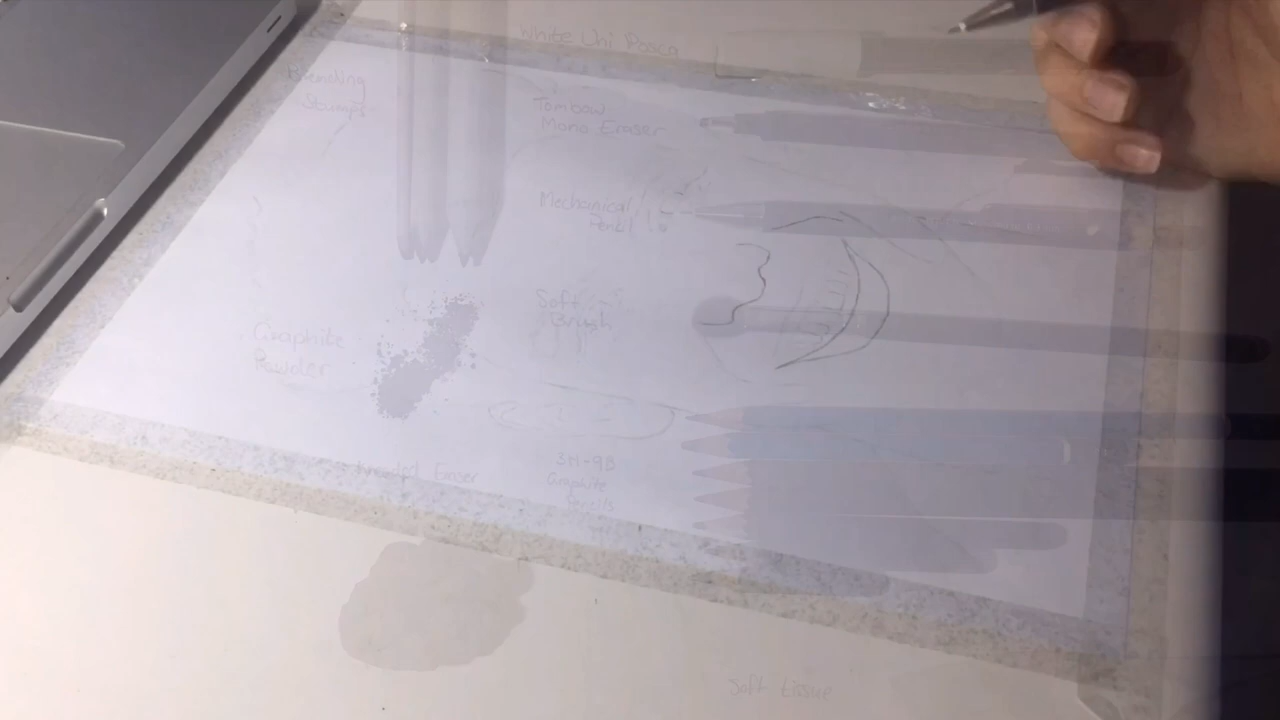 White Uni Posca
Blending
Stumps
Tombow
Mono Eraser
Mechanical
Pencil
Soft
Brush
Graphite
Powder
Kneaded Eraser
3H-9B
Graphite
Pencils
Soft tissue